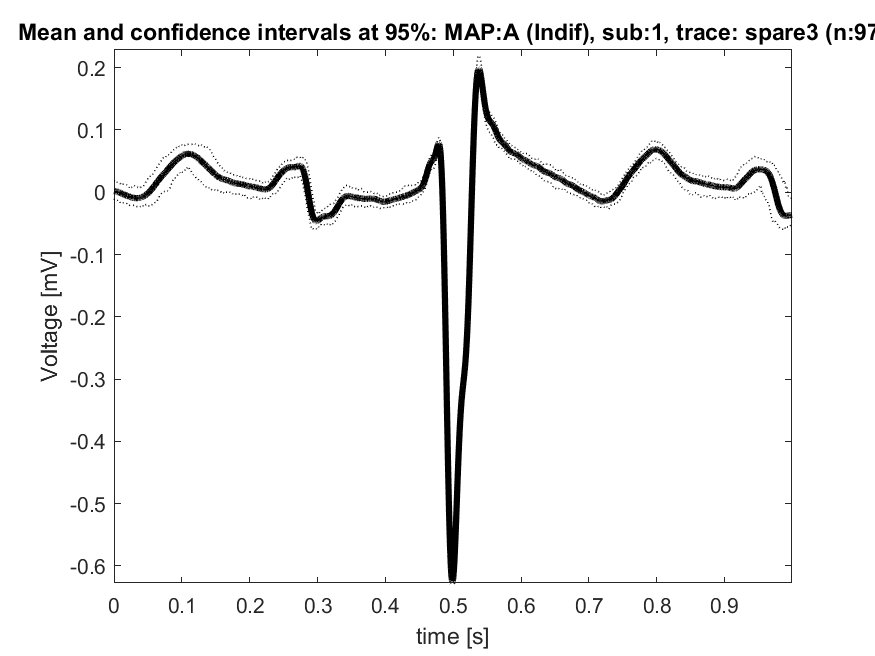 Mean and confidence intervals at 95%: MAP:A (Indif), sub:1, trace: spare3 (n:97
0.2
0.1
0
-0.1
-0.2
-0.3
-0.4
-0.5
-0.6
Voltage [mV]
0 0.1 0.2 0.3 0.4 0.5 0.6 0.7 0.8 0.9
time [s]